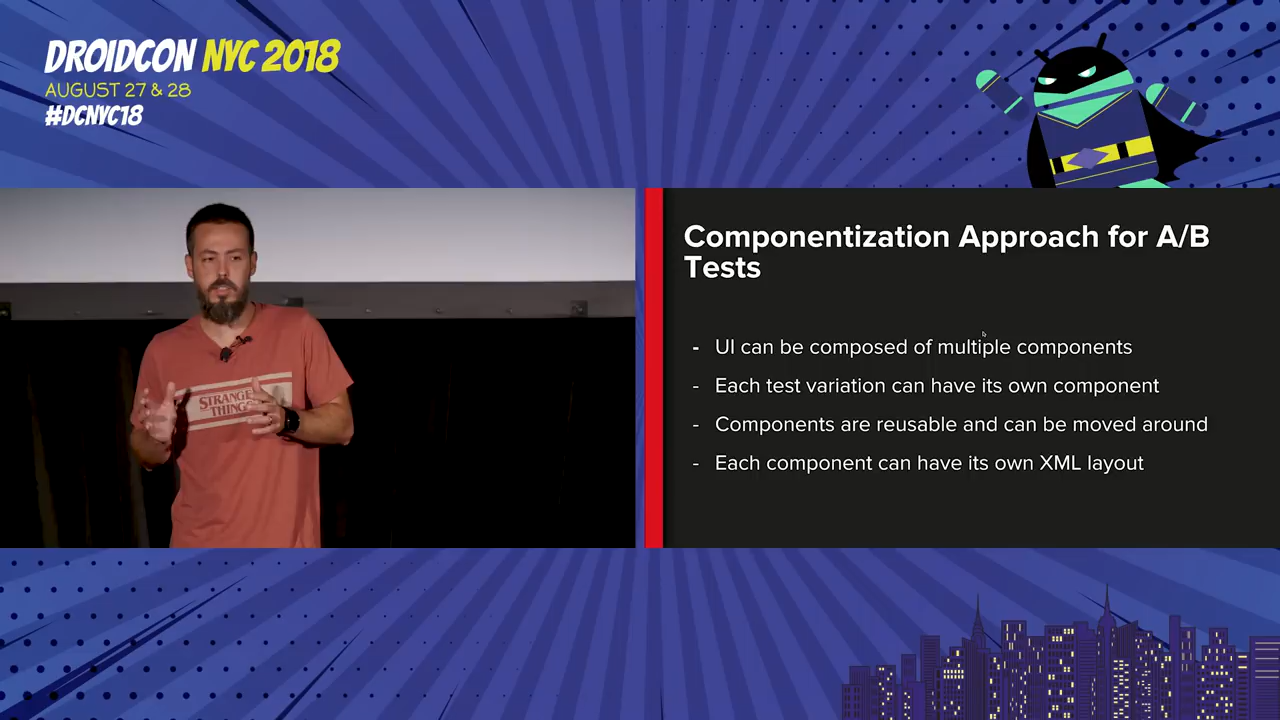 DROIDCON NYC 2018
AUGUST 27 & 28
#DCNYC18
STRANGER
THINGS
Componentization Approach for A/B
Tests
- UI can be composed of multiple components
- Each test variation can have its own component
- Components are reusable and can be moved around
- Each component can have its own XML layout